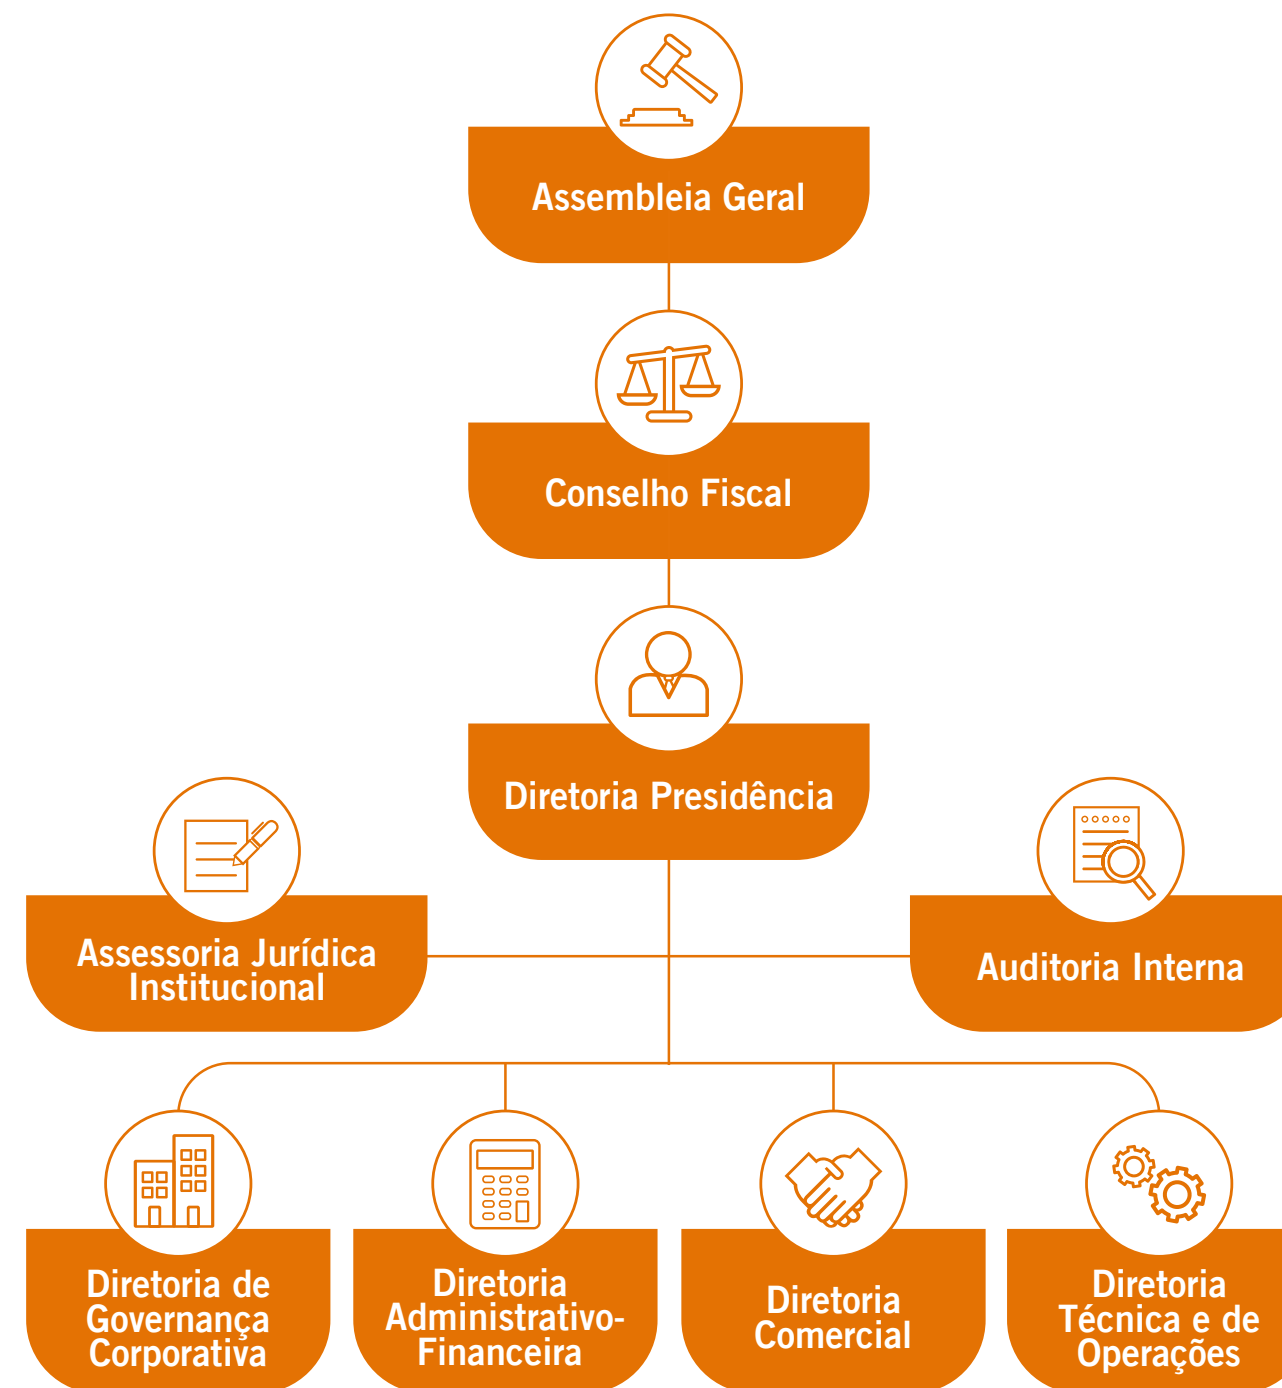 Assembleia Geral
Conselho Fiscal
Diretoria Presidência
Assessoria Jurídica
Institucional
Auditoria Interna
Diretoria de
Governança
Corporativa
Diretoria
Administrativo-
Financeira
Diretoria
Comercial
Diretoria
Técnica e de
Operações